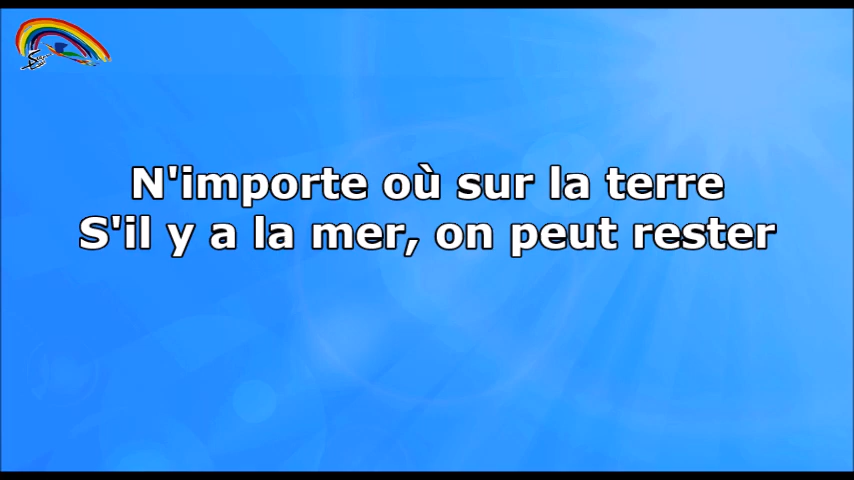 N'importe où sur la terre
S'il y a la mer, on peut rester